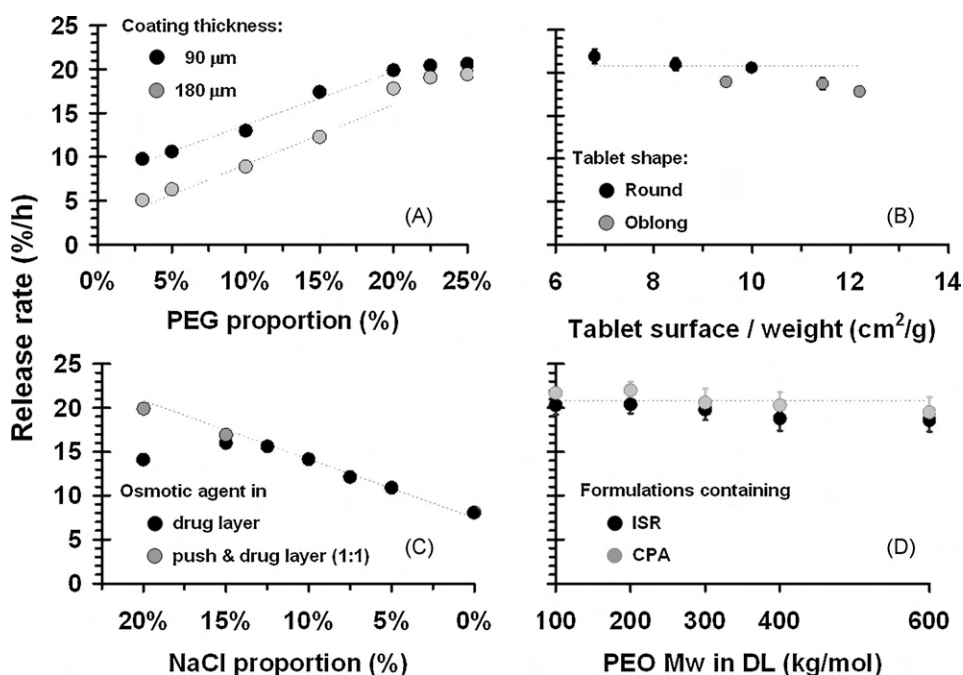 Release rate (%/h)
Coating thickness:
90 µm
180 µm
(A)
25
20
15
10
5
0
0% 5% 10% 15% 20% 25%
PEG proportion (%)
Tablet shape:
Round
Oblong
(B)
6 8 10 12 14
Tablet surface / weight (cm²/g)
25
20
15
10
5
0
Osmotic agent in
drug layer
push & drug layer (1:1)
(C)
20% 15% 10% 5% 0%
NaCl proportion (%)
Formulations containing
ISR
CPA
(D)
100 200 300 400 600
PEO Mw in DL (kg/mol)